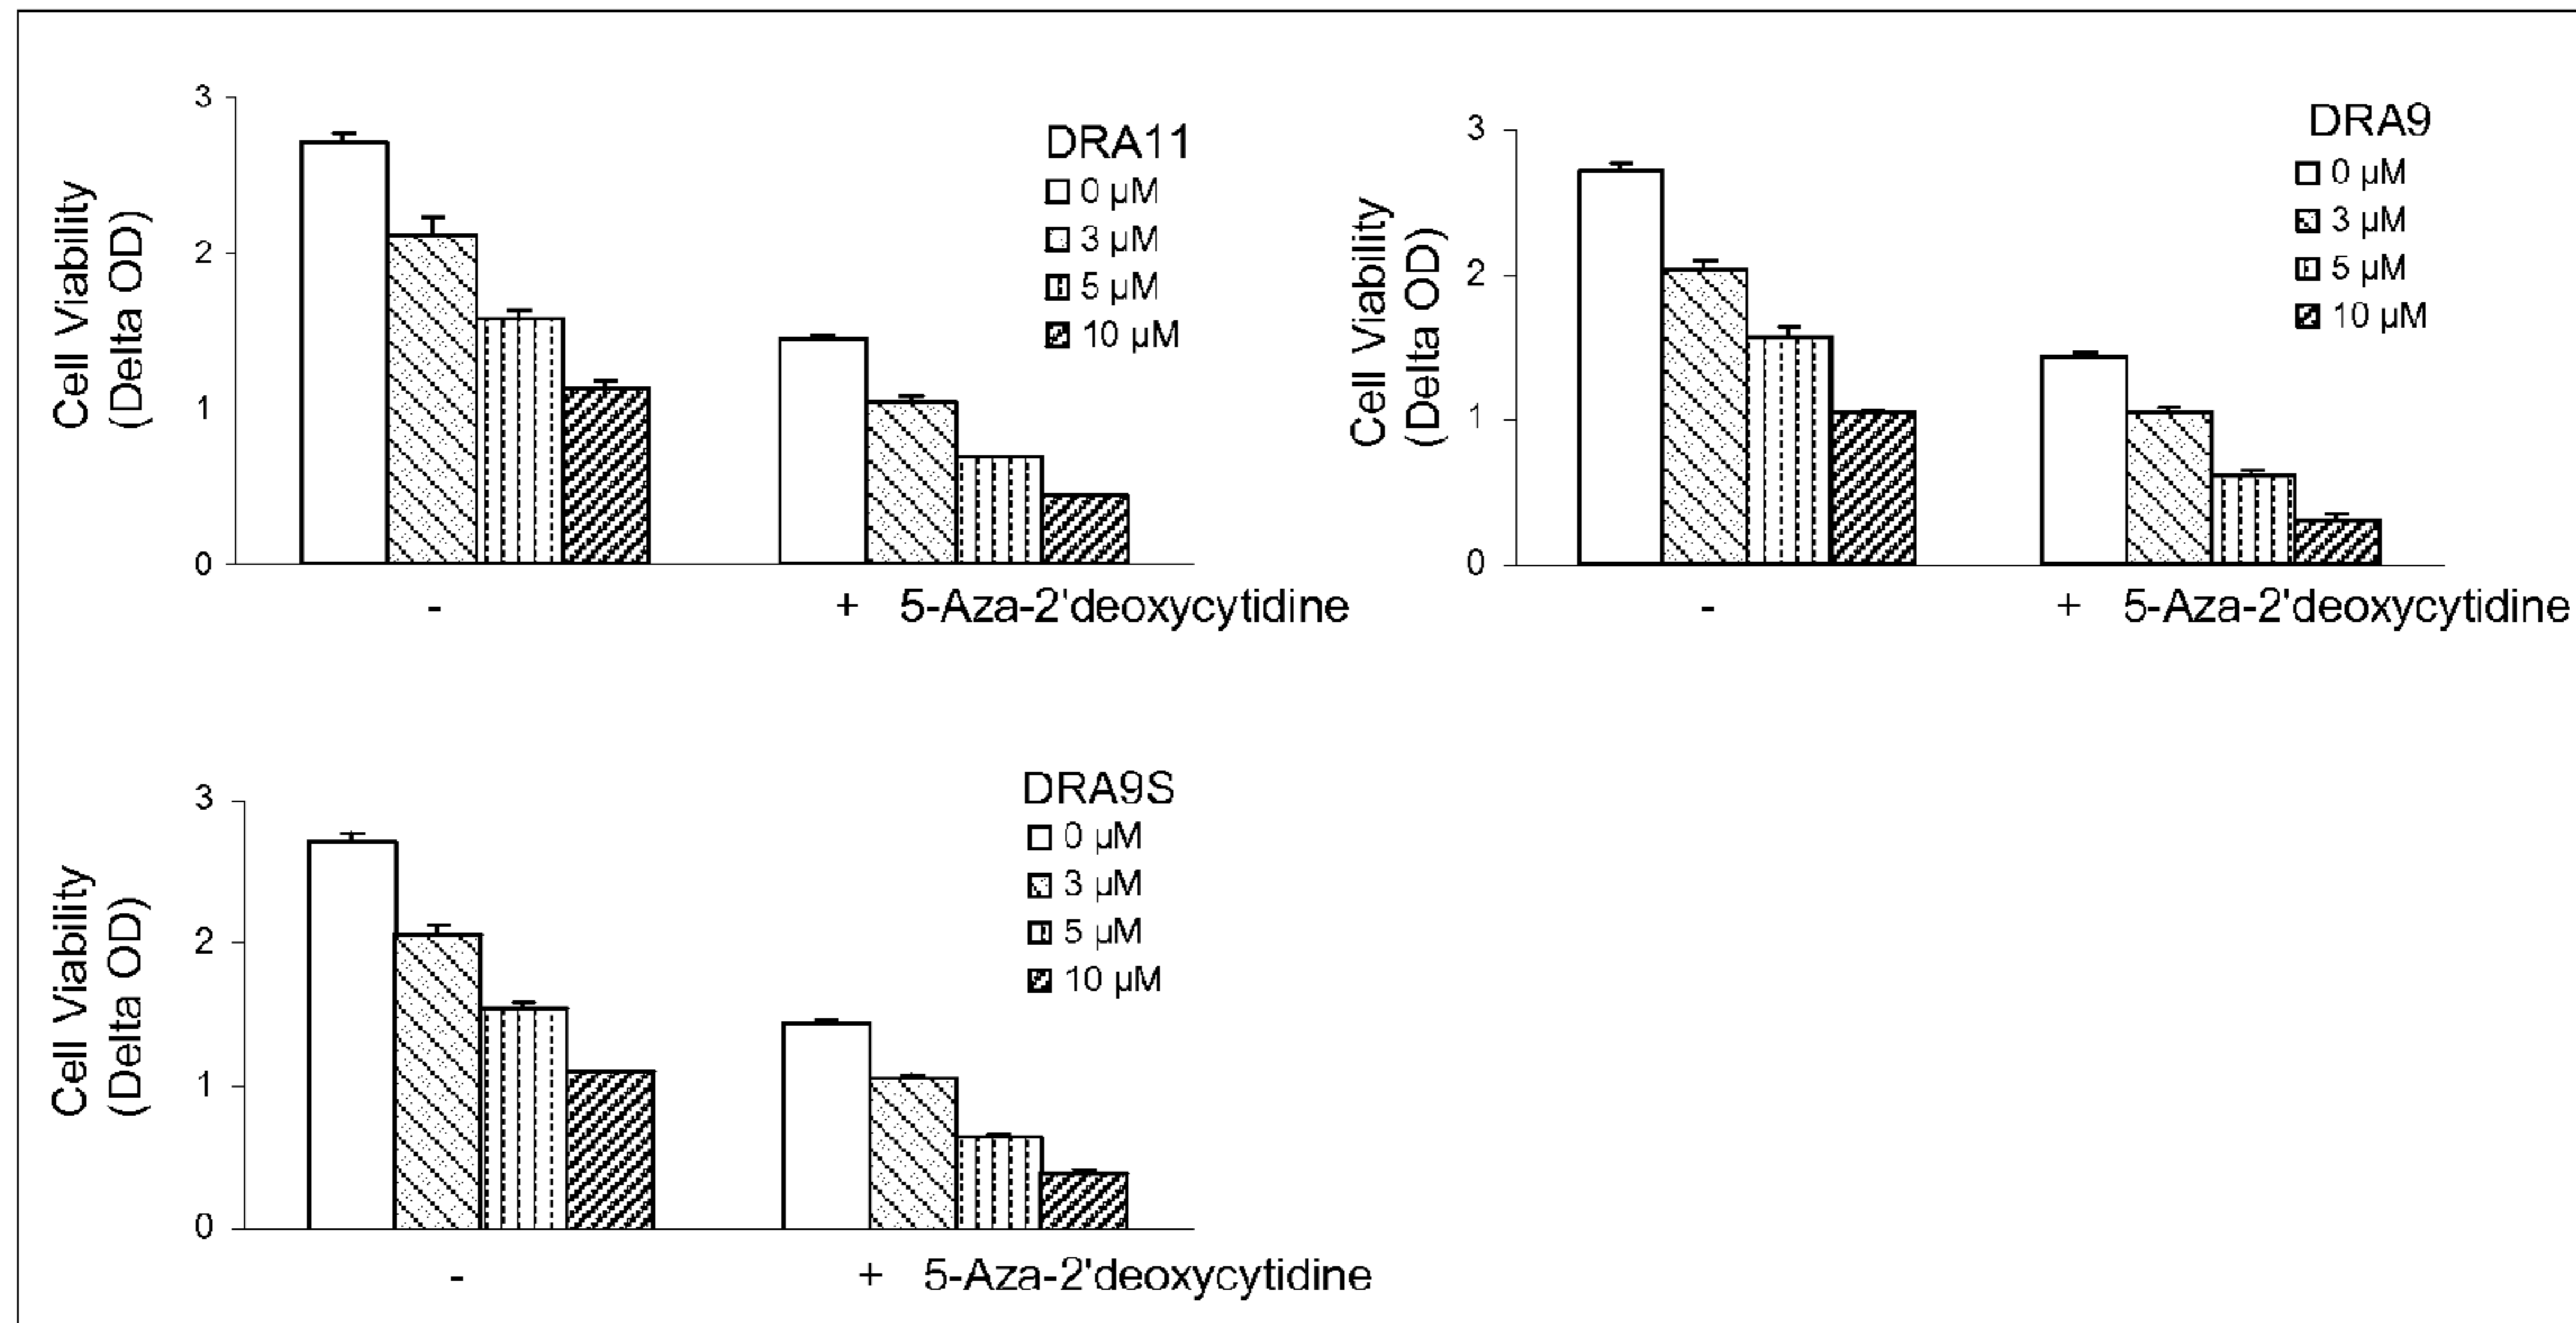 Cell Viability
(Delta OD)
3
2
1
0
DRA11
0 µM
3 µM
5 µM
10 µM
- + 5-Aza-2'deoxycytidine
Cell Viability
(Delta OD)
3
2
1
0
DRA9
0 µM
3 µM
5 µM
10 µM
- + 5-Aza-2'deoxycytidine
Cell Viability
(Delta OD)
3
2
1
0
DRA9S
0 µM
3 µM
5 µM
10 µM
- + 5-Aza-2'deoxycytidine